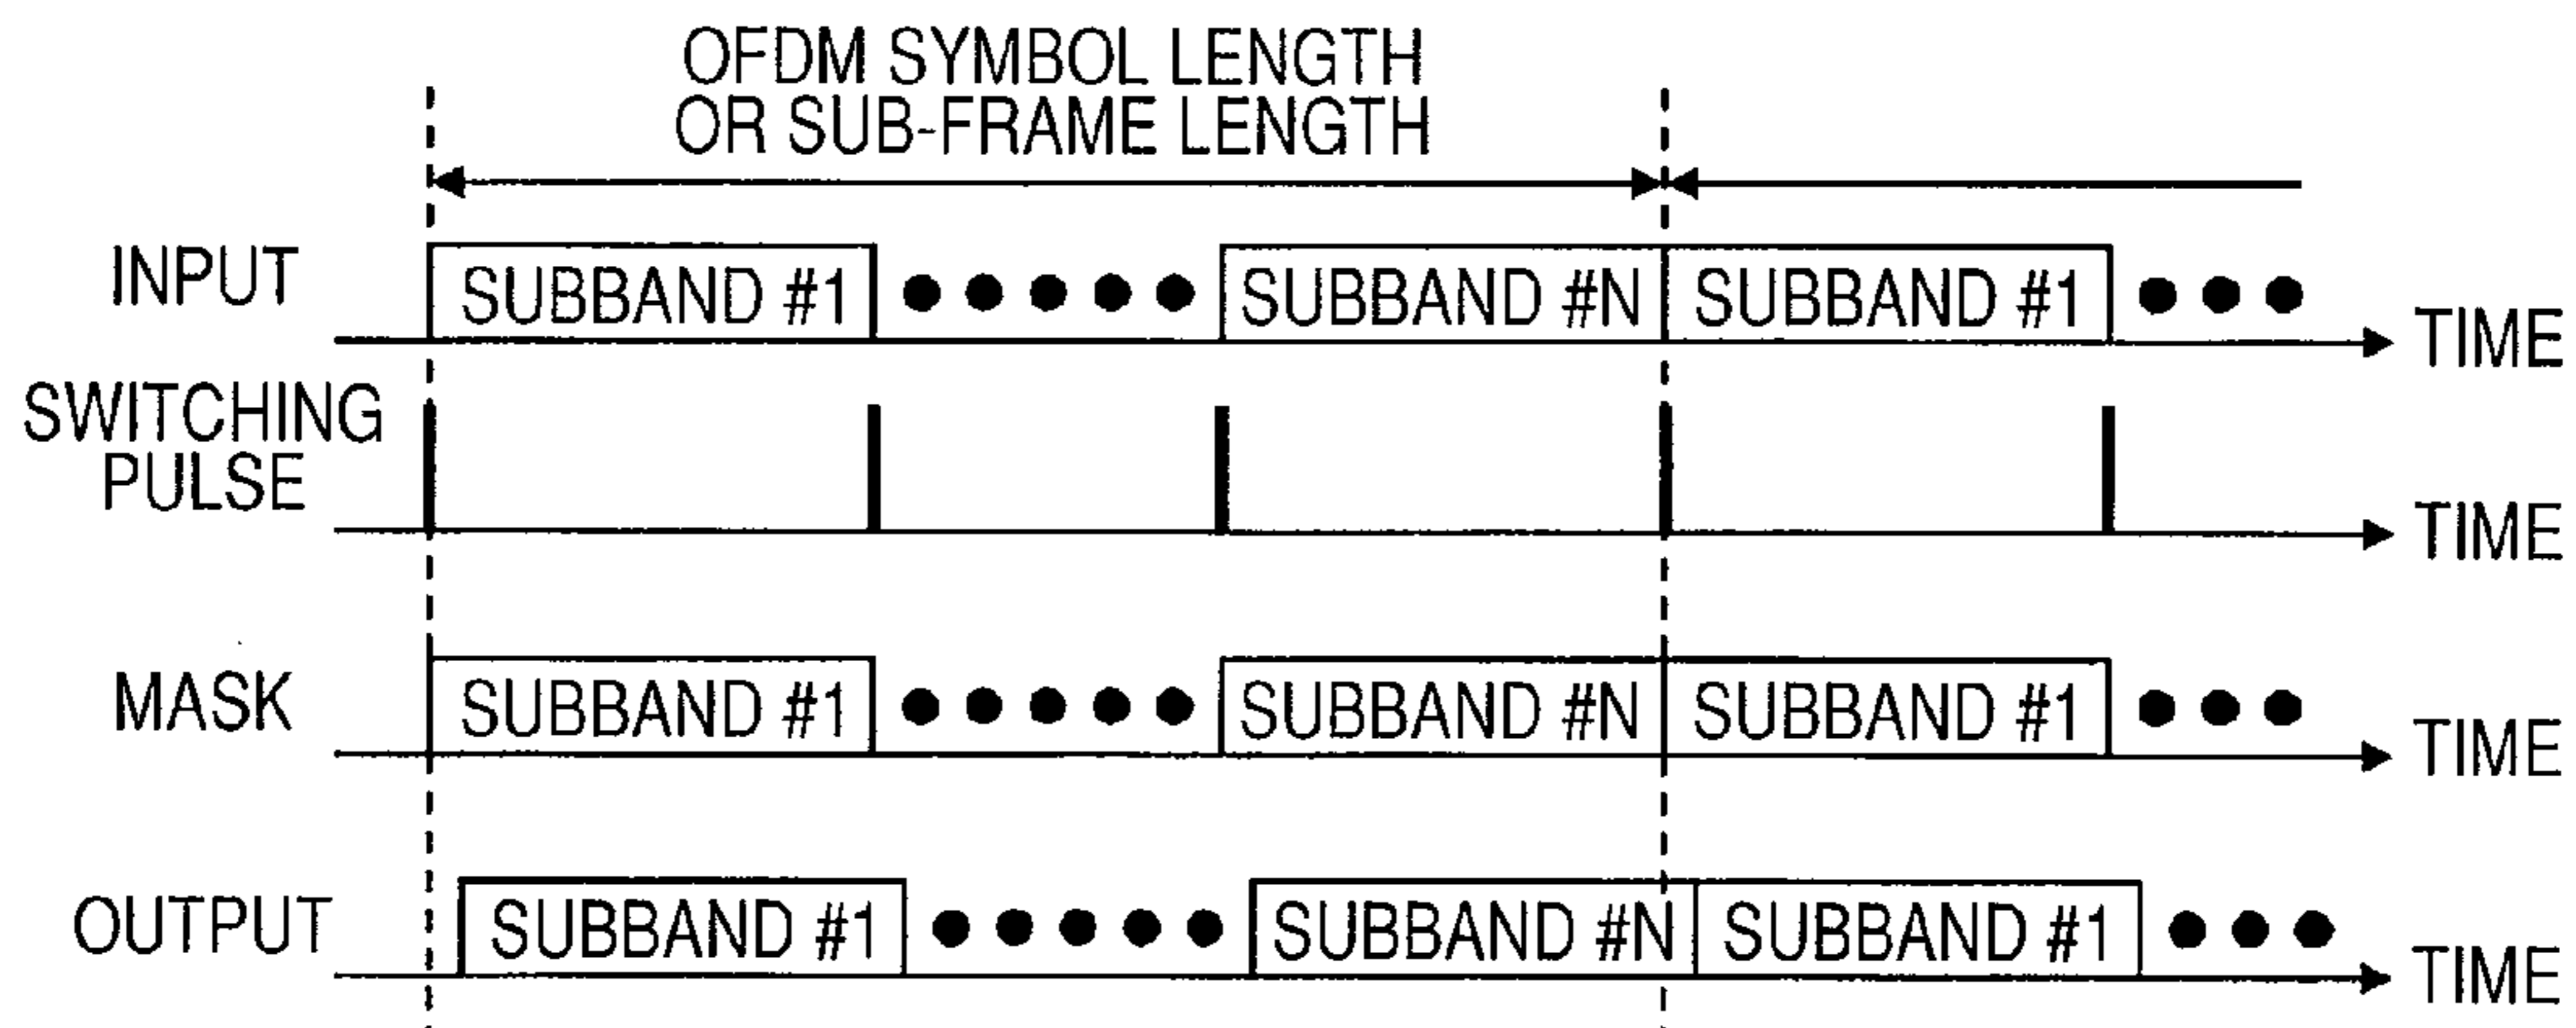 OFDM SYMBOL LENGTH
OR SUB-FRAME LENGTH
INPUT
SUBBAND #1
SUBBAND #N
SUBBAND #1
TIME
SWITCHING
PULSE
TIME
MASK
SUBBAND #1
SUBBAND #N
SUBBAND #1
TIME
OUTPUT
SUBBAND #1
SUBBAND #N
SUBBAND #1
TIME